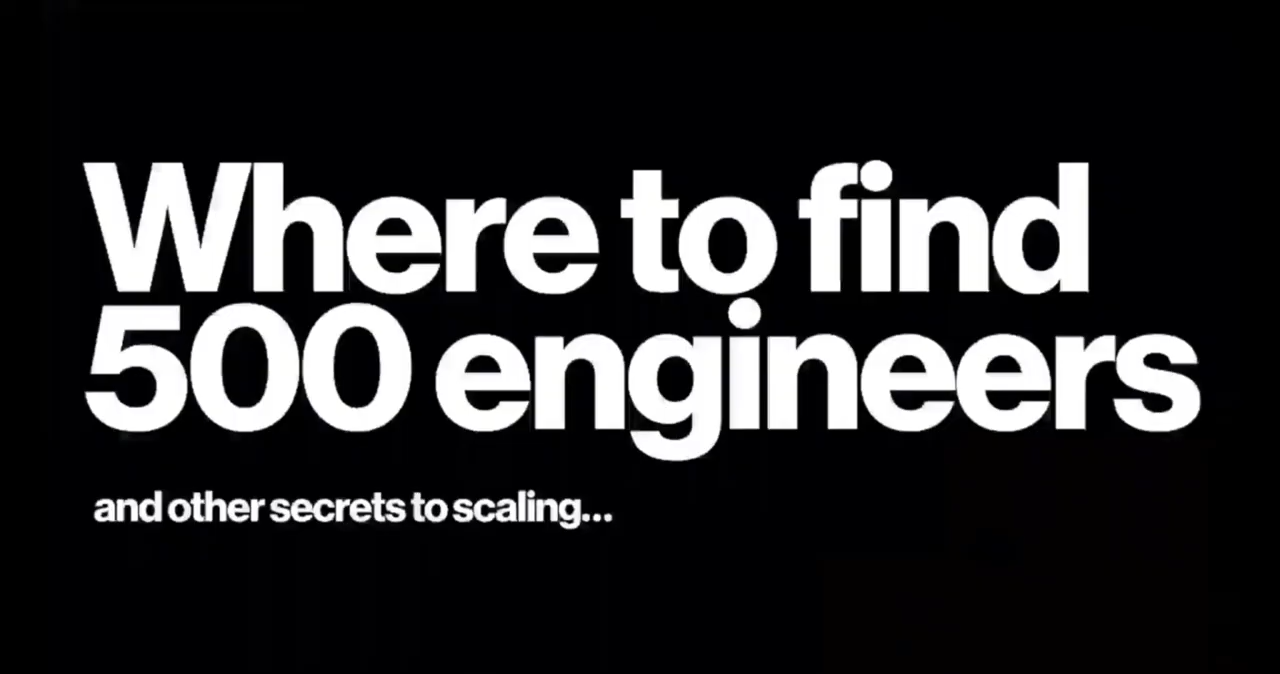 Where to find
500 engineers
and other secrets to scaling...